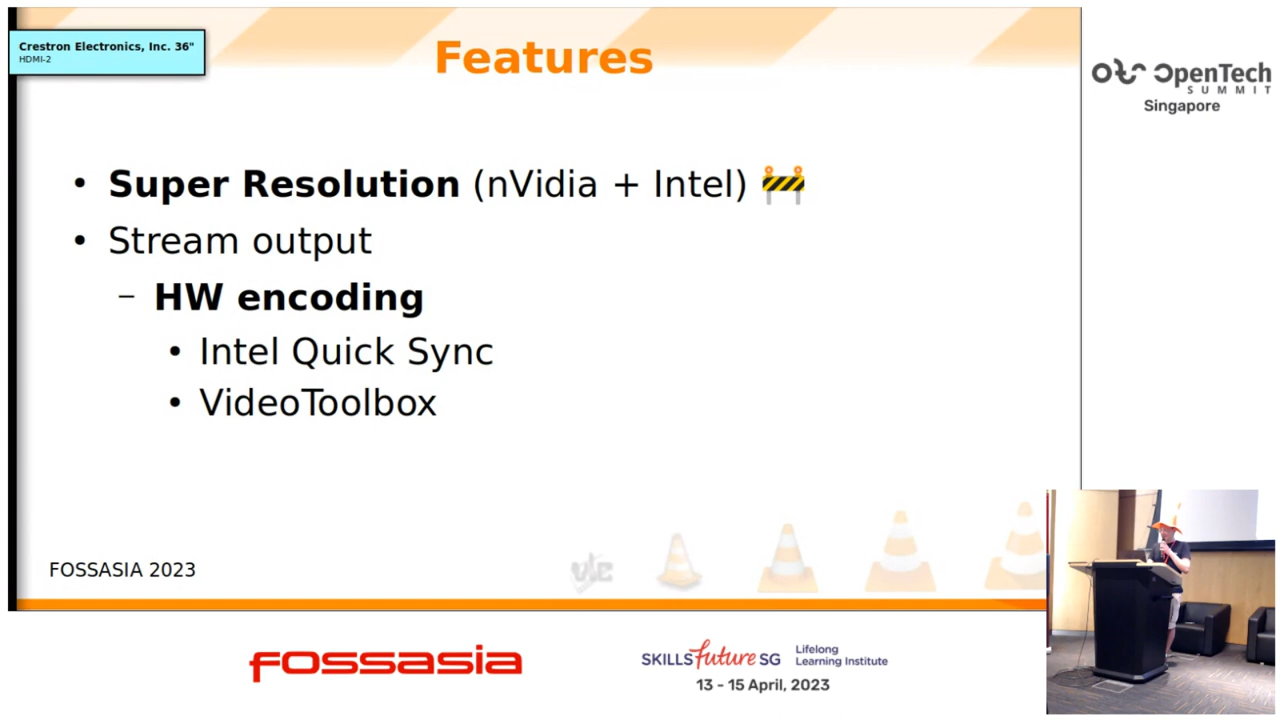 Crestron Electronics, Inc. 36"
HDMI-2
Features
• Super Resolution (nVidia + Intel) 🚧
• Stream output
– HW encoding
• Intel Quick Sync
• VideoToolbox
FOSSASIA 2023
OpenTech
SUMMIT
Singapore
fossasia
SKILLSfuture SG
Lifelong
Learning Institute
13 - 15 April, 2023